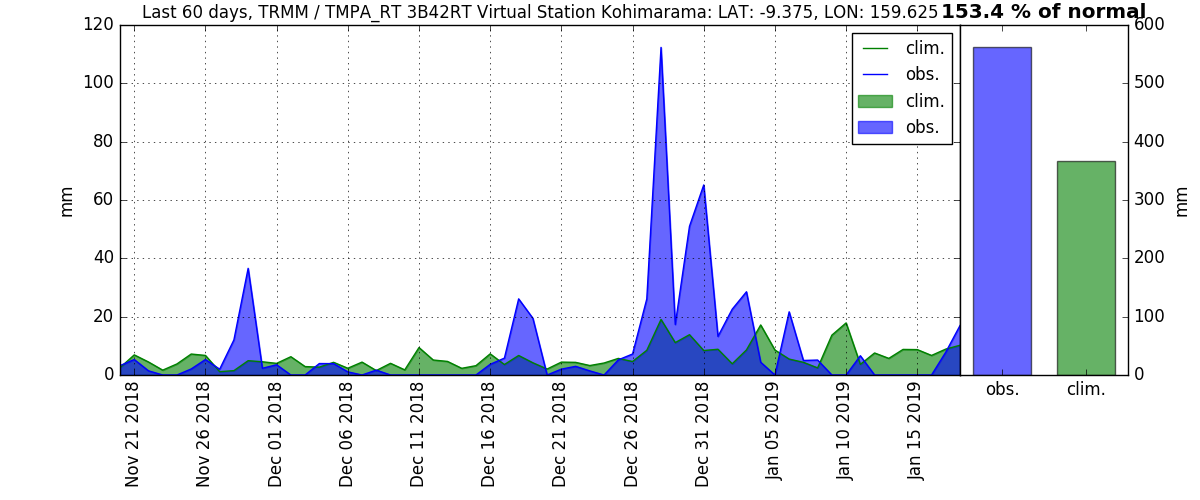 Last 60 days, TRMM / TMPA_RT 3B42RT Virtual Station Kohimarama: LAT: -9.375, LON: 159.625 153.4 % of normal
120
100
80
60
40
20
0
mm
clim.
obs.
clim.
obs.
600
500
400
300
200
100
0
mm
obs.
clim.
Nov 21 2018
Nov 26 2018
Dec 01 2018
Dec 06 2018
Dec 11 2018
Dec 16 2018
Dec 21 2018
Dec 26 2018
Dec 31 2018
Jan 05 2019
Jan 10 2019
Jan 15 2019